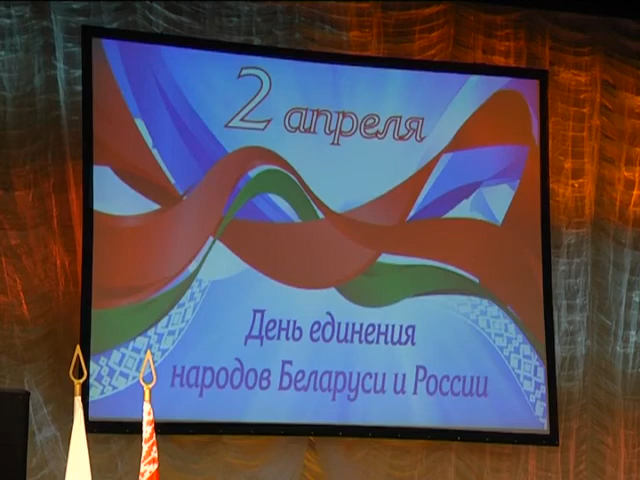 2 апреля
День единения
народов Беларуси и России